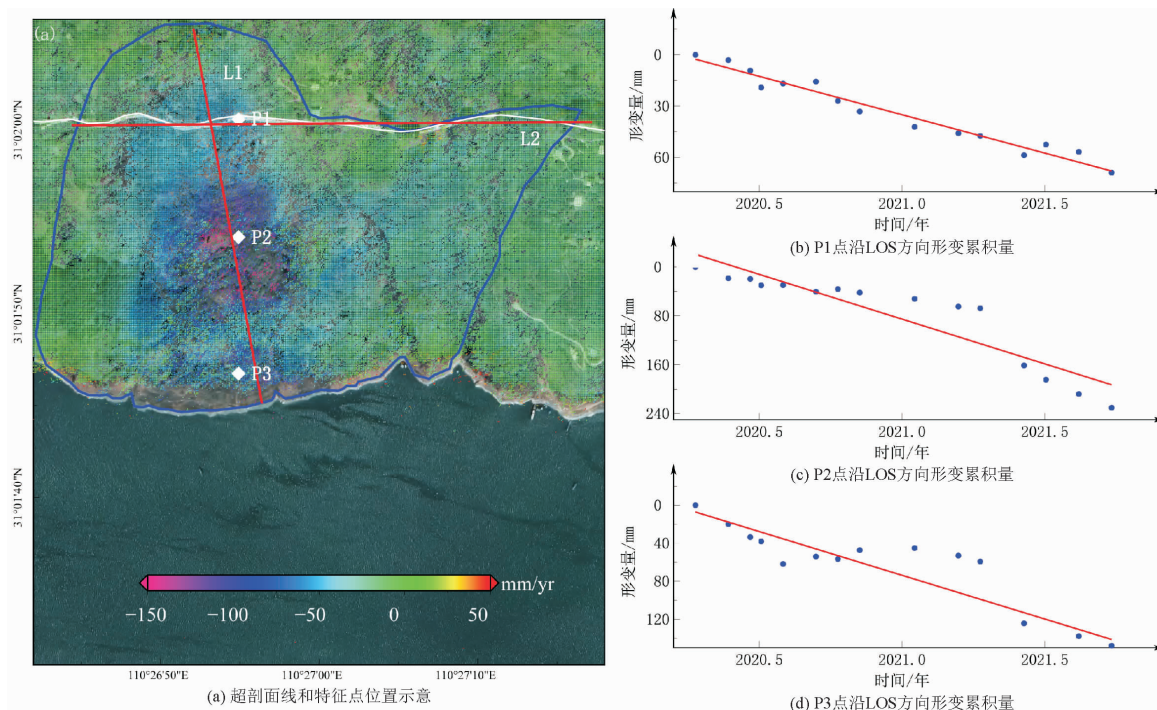 (a)
L1
P1
L2
P2
P3
31°02′00″N
31°01′50″N
31°01′40″N
mm/yr
−150 −100 −50 0 50
110°26′50″E 110°27′00″E 110°27′10″E
(a) 超剖面线和特征点位置示意
形变量/mm
0
30
60
2020.5 2021.0 2021.5
时间/年
(b) P1点沿LOS方向形变累积量
形变量/mm
0
80
160
240
2020.5 2021.0 2021.5
时间/年
(c) P2点沿LOS方向形变累积量
形变量/mm
0
40
80
120
2020.5 2021.0 2021.5
时间/年
(d) P3点沿LOS方向形变累积量